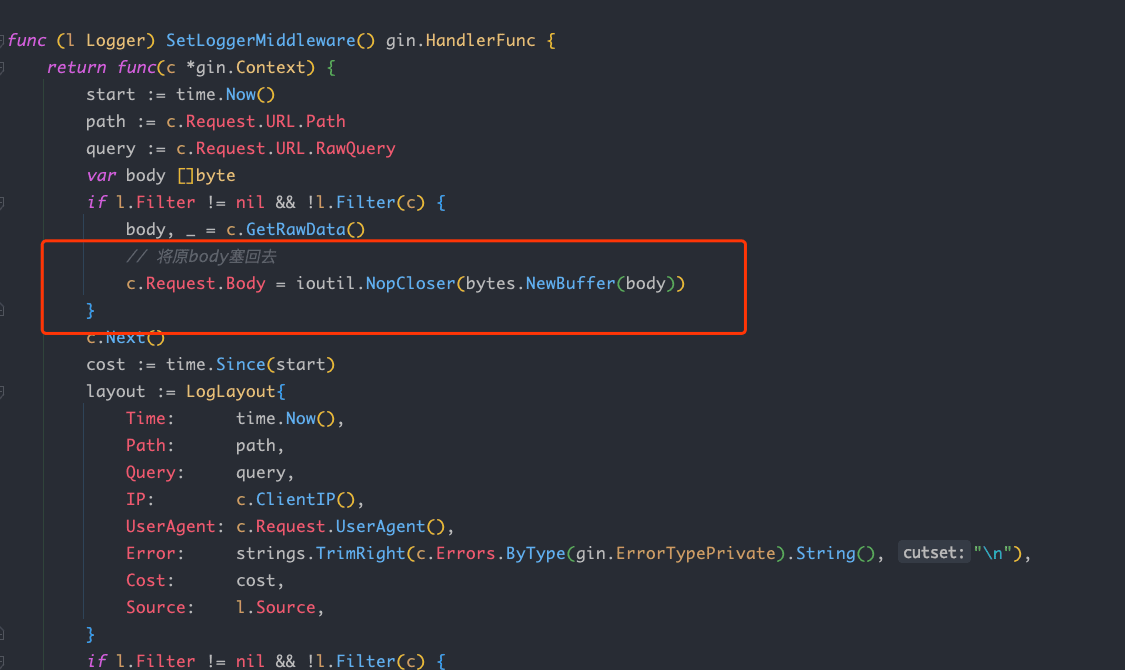 func (l Logger) SetLoggerMiddleware() gin.HandlerFunc {
return func(c *gin.Context) {
start := time.Now()
path := c.Request.URL.Path
query := c.Request.URL.RawQuery
var body []byte
if l.Filter != nil && !l.Filter(c) {
body, _ = c.GetRawData()
// 将原body塞回去
c.Request.Body = ioutil.NopCloser(bytes.NewBuffer(body))
}
c.Next()
cost := time.Since(start)
layout := LogLayout{
Time: time.Now(),
Path: path,
Query: query,
IP: c.ClientIP(),
UserAgent: c.Request.UserAgent(),
Error: strings.TrimRight(c.Errors.ByType(gin.ErrorTypePrivate).String(), cutset: "\n"),
Cost: cost,
Source: l.Source,
}
if l.Filter != nil && !l.Filter(c) {